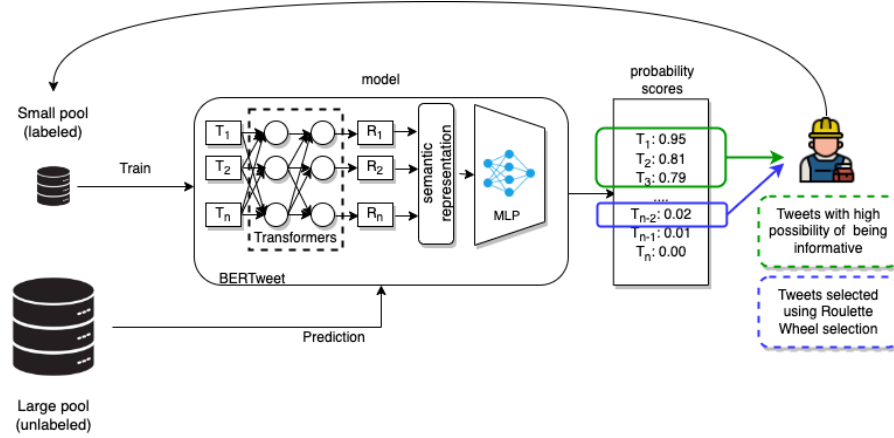 Small pool
(labeled)
Train
Large pool
(unlabeled)
Prediction
model
T1
T2
Tn
Transformers
R1
R2
Rn
semantic
representation
MLP
BERTweet
probability
scores
T1: 0.95
T2: 0.81
T3: 0.79
....
Tn-2: 0.02
Tn-1: 0.01
Tn: 0.00
Tweets with high
possibility of being
informative
Tweets selected
using Roulette
Wheel selection